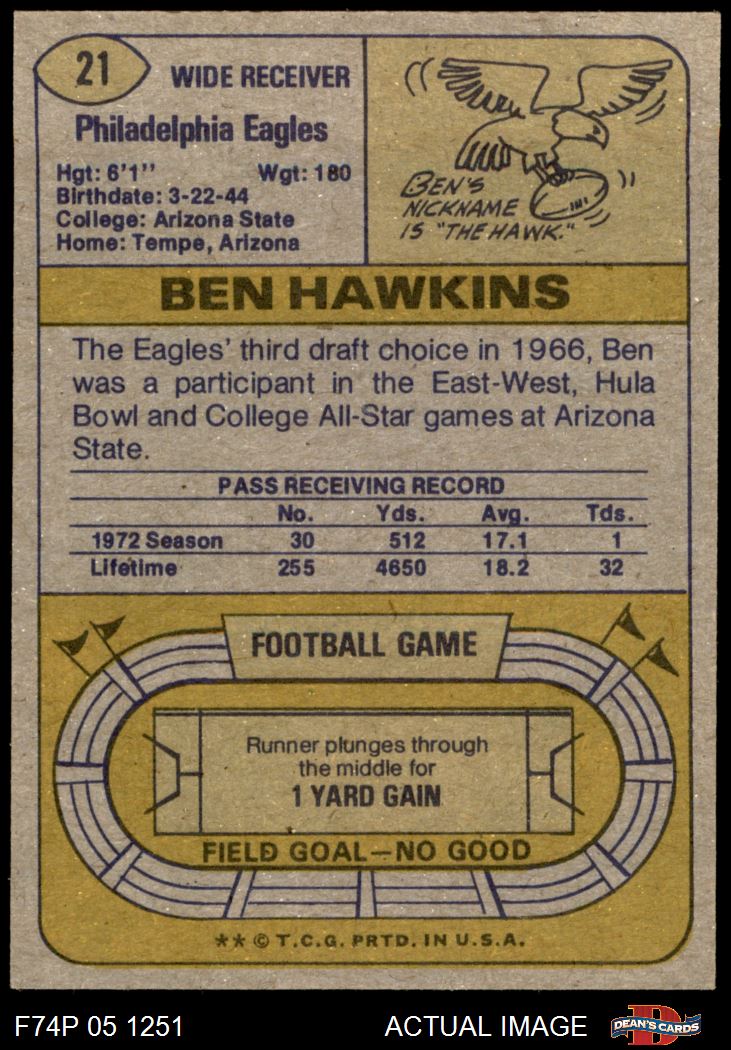 21
WIDE RECEIVER
Philadelphia Eagles
Hgt: 6'1" Wgt: 180
Birthdate: 3-22-44
College: Arizona State
Home: Tempe, Arizona
BEN'S
NICKNAME
IS "THE HAWK."
BEN HAWKINS
The Eagles' third draft choice in 1966, Ben
was a participant in the East-West, Hula
Bowl and College All-Star games at Arizona
State.
PASS RECEIVING RECORD
No. Yds. Avg. Tds.
1972 Season 30 512 17.1 1
Lifetime 255 4650 18.2 32
FOOTBALL GAME
Runner plunges through
the middle for
1 YARD GAIN
FIELD GOAL—NO GOOD
** © T.C.G. PRTD. IN U.S.A.
F74P 05 1251 ACTUAL IMAGE
D
DEAN'S CARDS